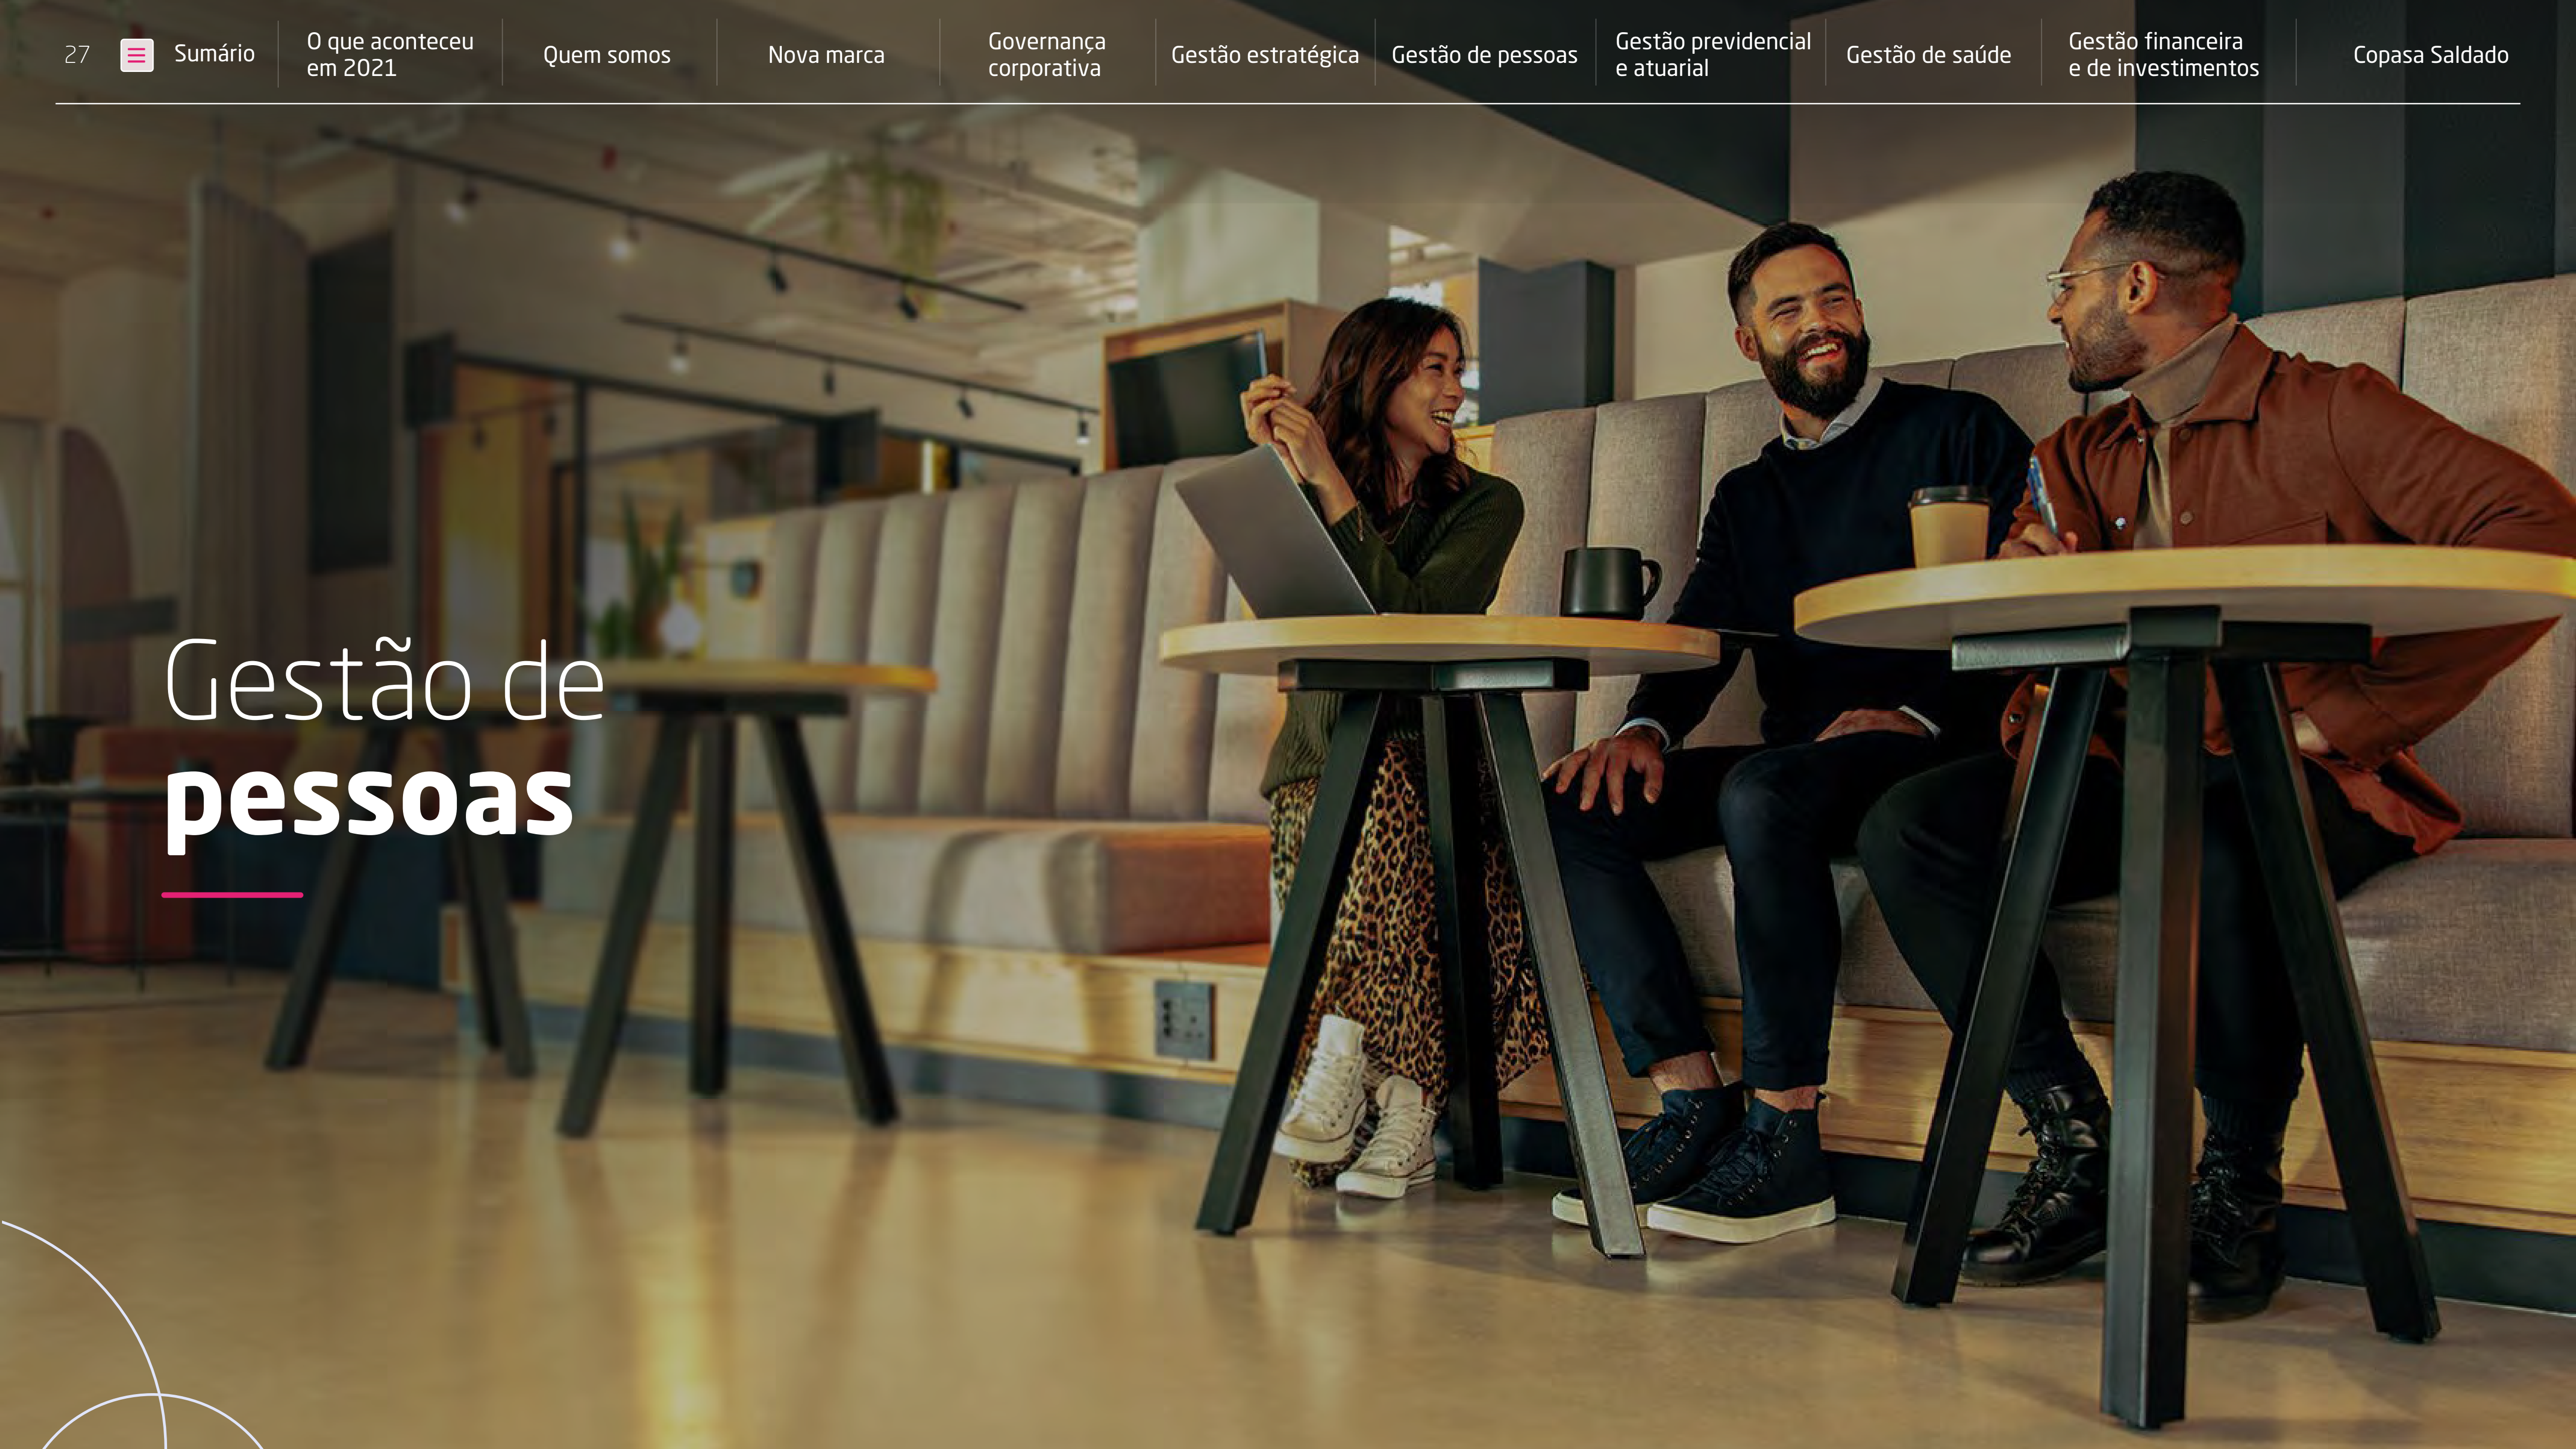 27
Sumário
O que aconteceu
em 2021
Quem somos
Nova marca
Governança
corporativa
Gestão estratégica
Gestão de pessoas
Gestão previdencial
e atuarial
Gestão de saúde
Gestão financeira
e de investimentos
Copasa Saldado
Gestão de
pessoas